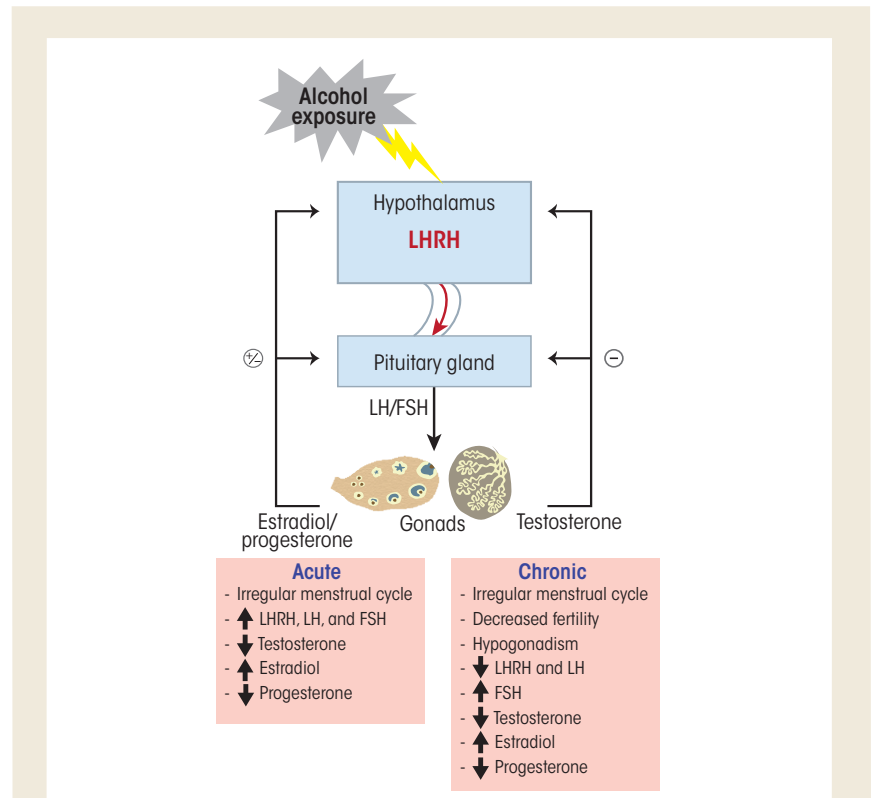 Alcohol
exposure
Hypothalamus
LHRH
+/−
Pituitary gland
−
LH/FSH
Estradiol/
progesterone
Gonads
Testosterone
Acute
- Irregular menstrual cycle
- ↑ LHRH, LH, and FSH
- ↓ Testosterone
- ↑ Estradiol
- ↓ Progesterone
Chronic
- Irregular menstrual cycle
- Decreased fertility
- Hypogonadism
- ↓ LHRH and LH
- ↑ FSH
- ↓ Testosterone
- ↑ Estradiol
- ↓ Progesterone